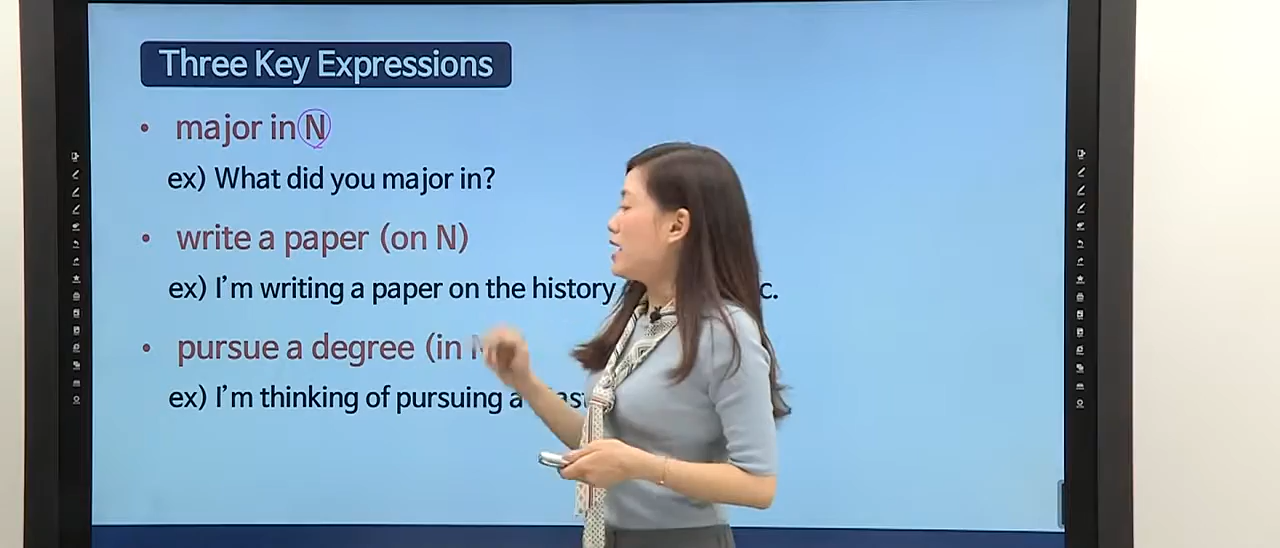 Three Key Expressions
• major in N
ex) What did you major in?
• write a paper (on N)
ex) I'm writing a paper on the history
• pursue a degree (in
ex) I'm thinking of pursuing a